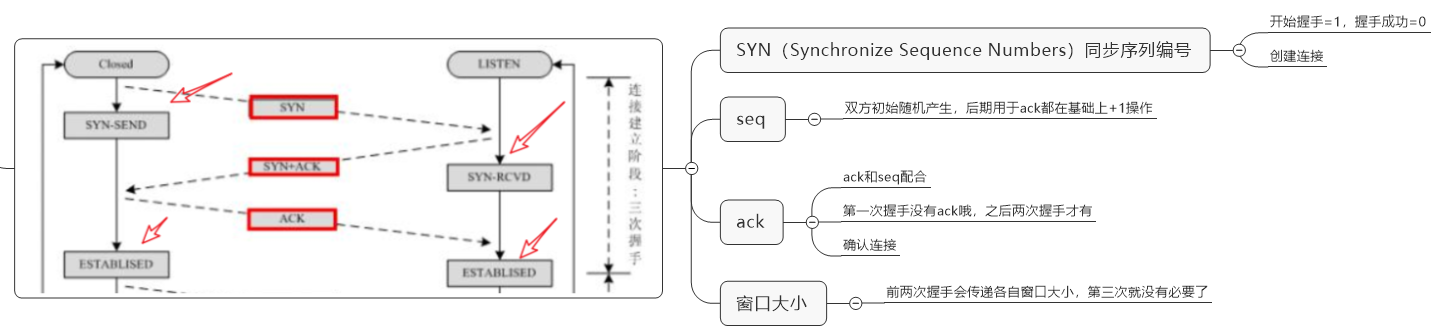 Closed
LISTEN
SYN
SYN-SEND
SYN+ACK
SYN-RCVD
ACK
ESTABLISED
ESTABLISED
连接建立阶段：三次握手
SYN（Synchronize Sequence Numbers）同步序列编号
开始握手=1，握手成功=0
创建连接
seq
双方初始随机产生，后期用于ack都在基础上+1操作
ack
ack和seq配合
第一次握手没有ack哦，之后两次握手才有
确认连接
窗口大小
前两次握手会传递各自窗口大小，第三次就没有必要了